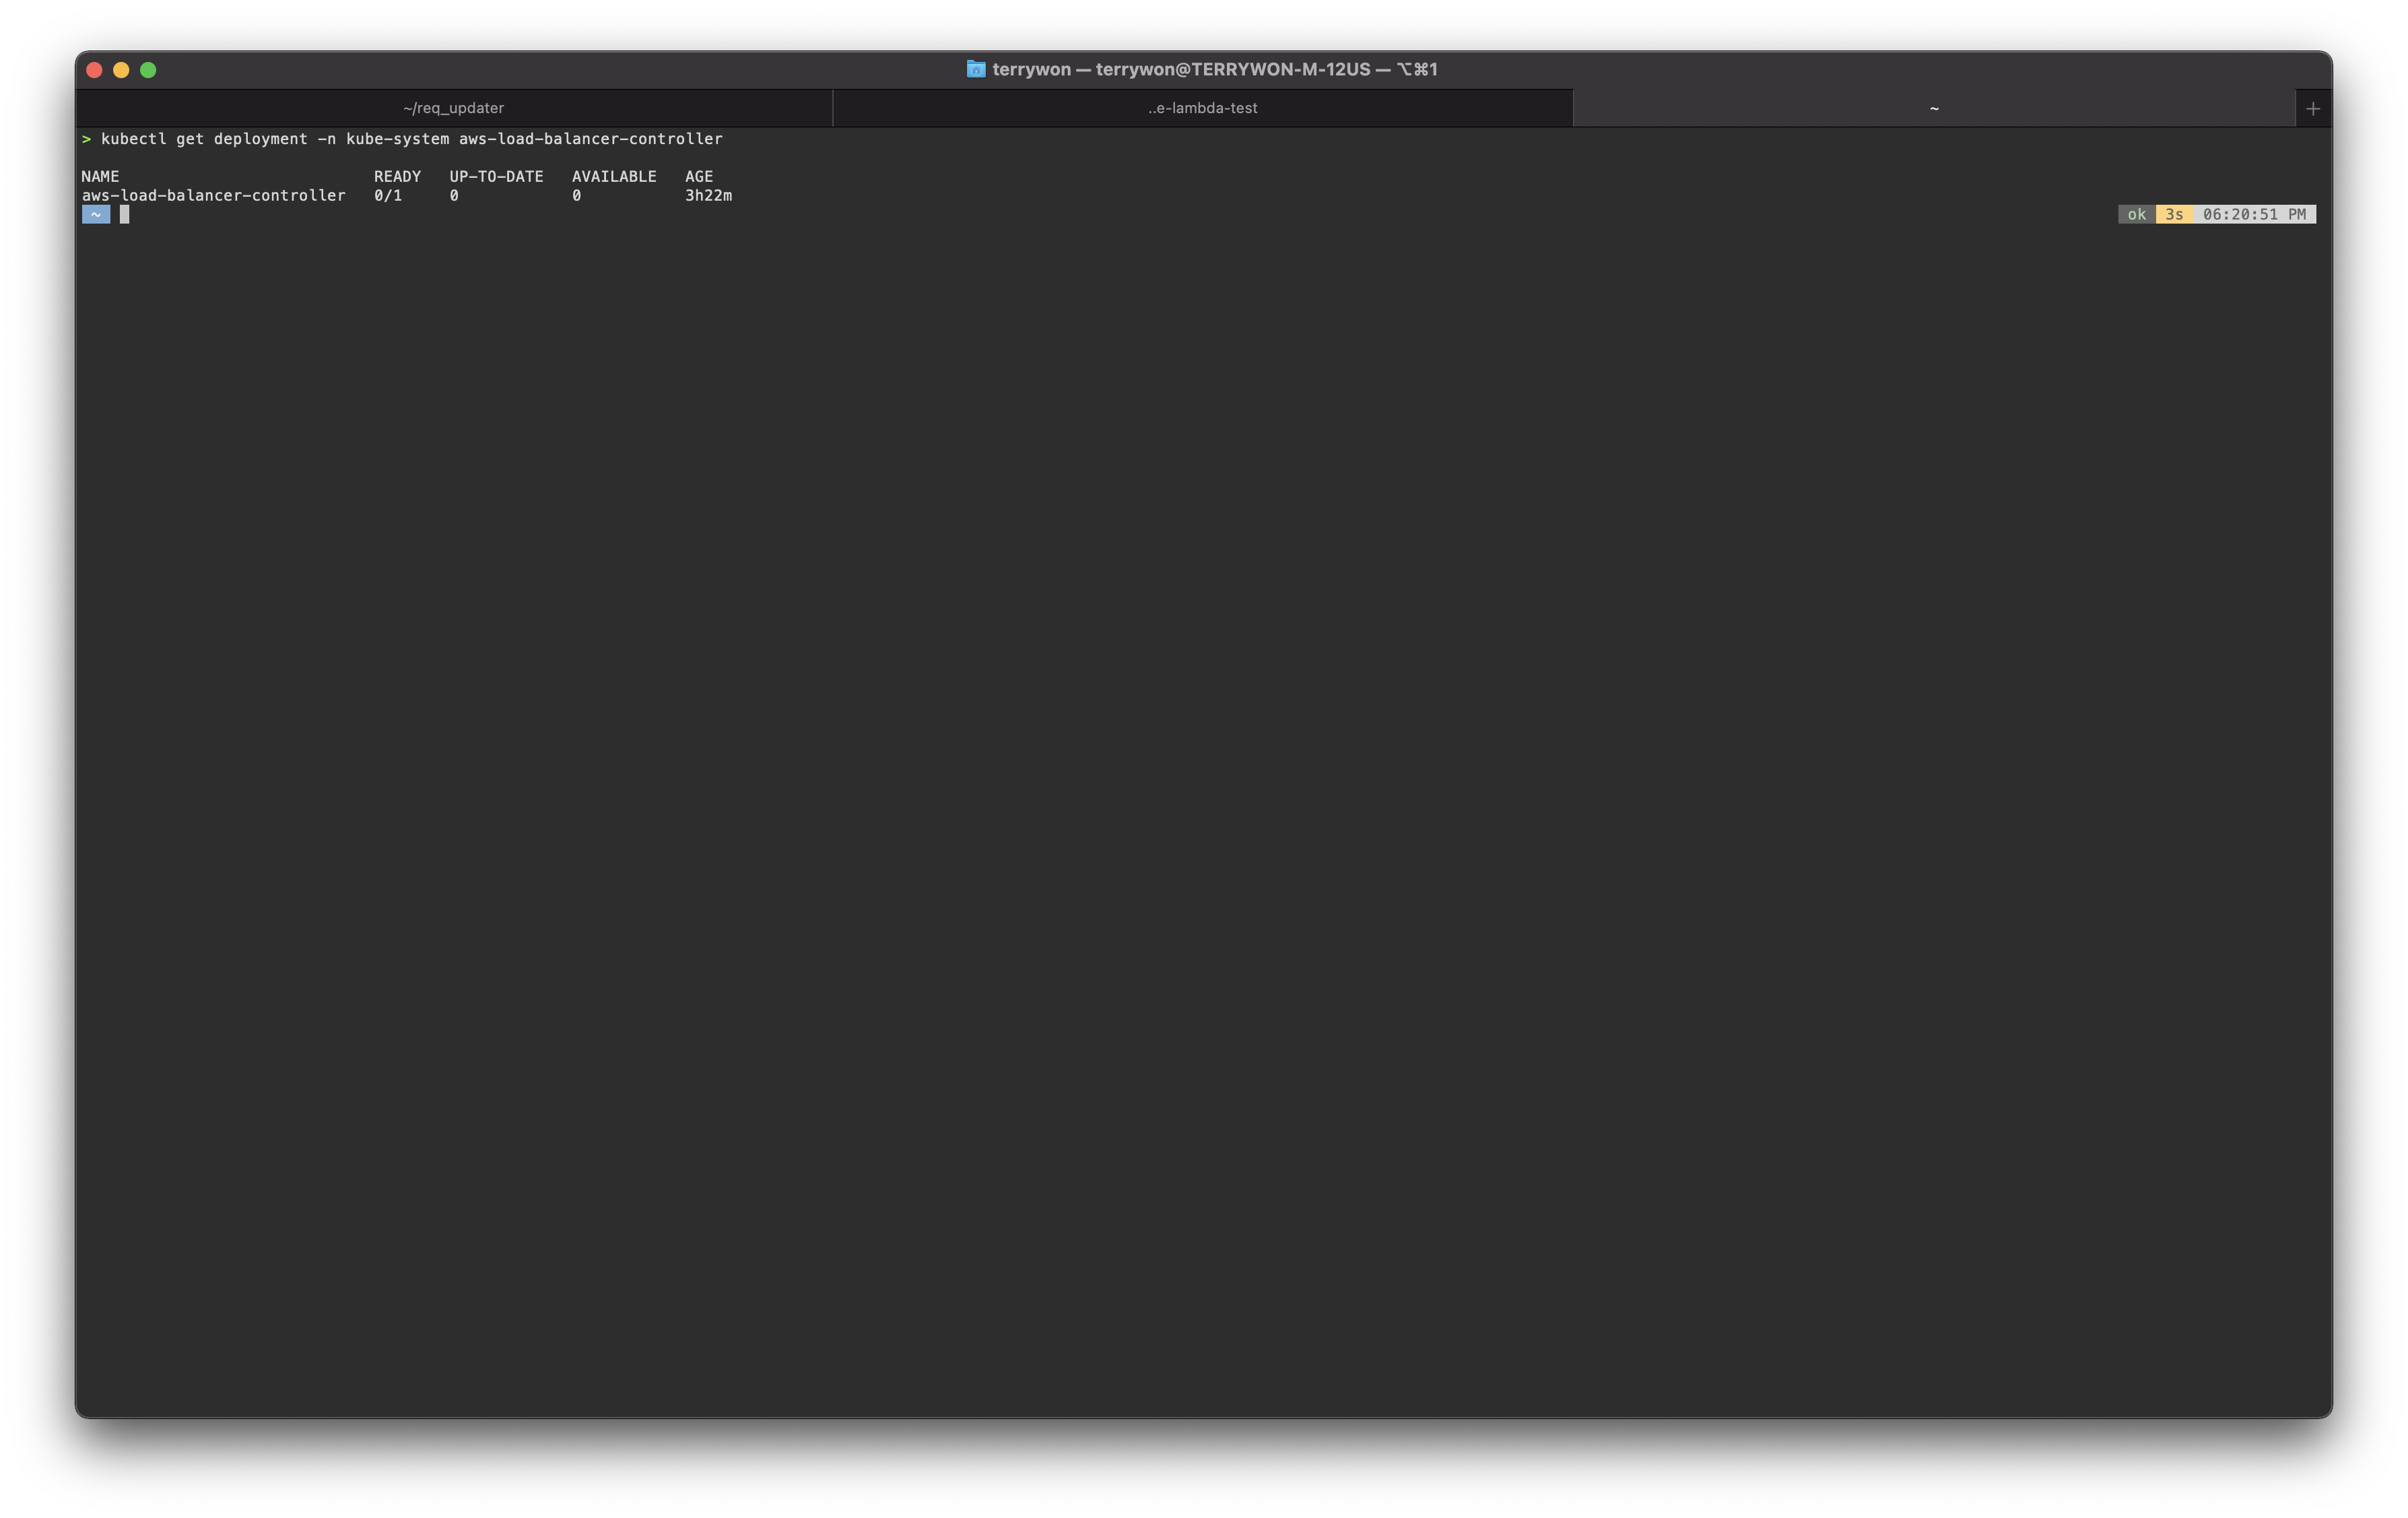 terrywon — terrywon@TERRYWON-M-12US — ⌥⌘1
~/req_updater
..e-lambda-test
~
> kubectl get deployment -n kube-system aws-load-balancer-controller
NAME READY UP-TO-DATE AVAILABLE AGE
aws-load-balancer-controller 0/1 0 0 3h22m
~ ok 3s 06:20:51 PM